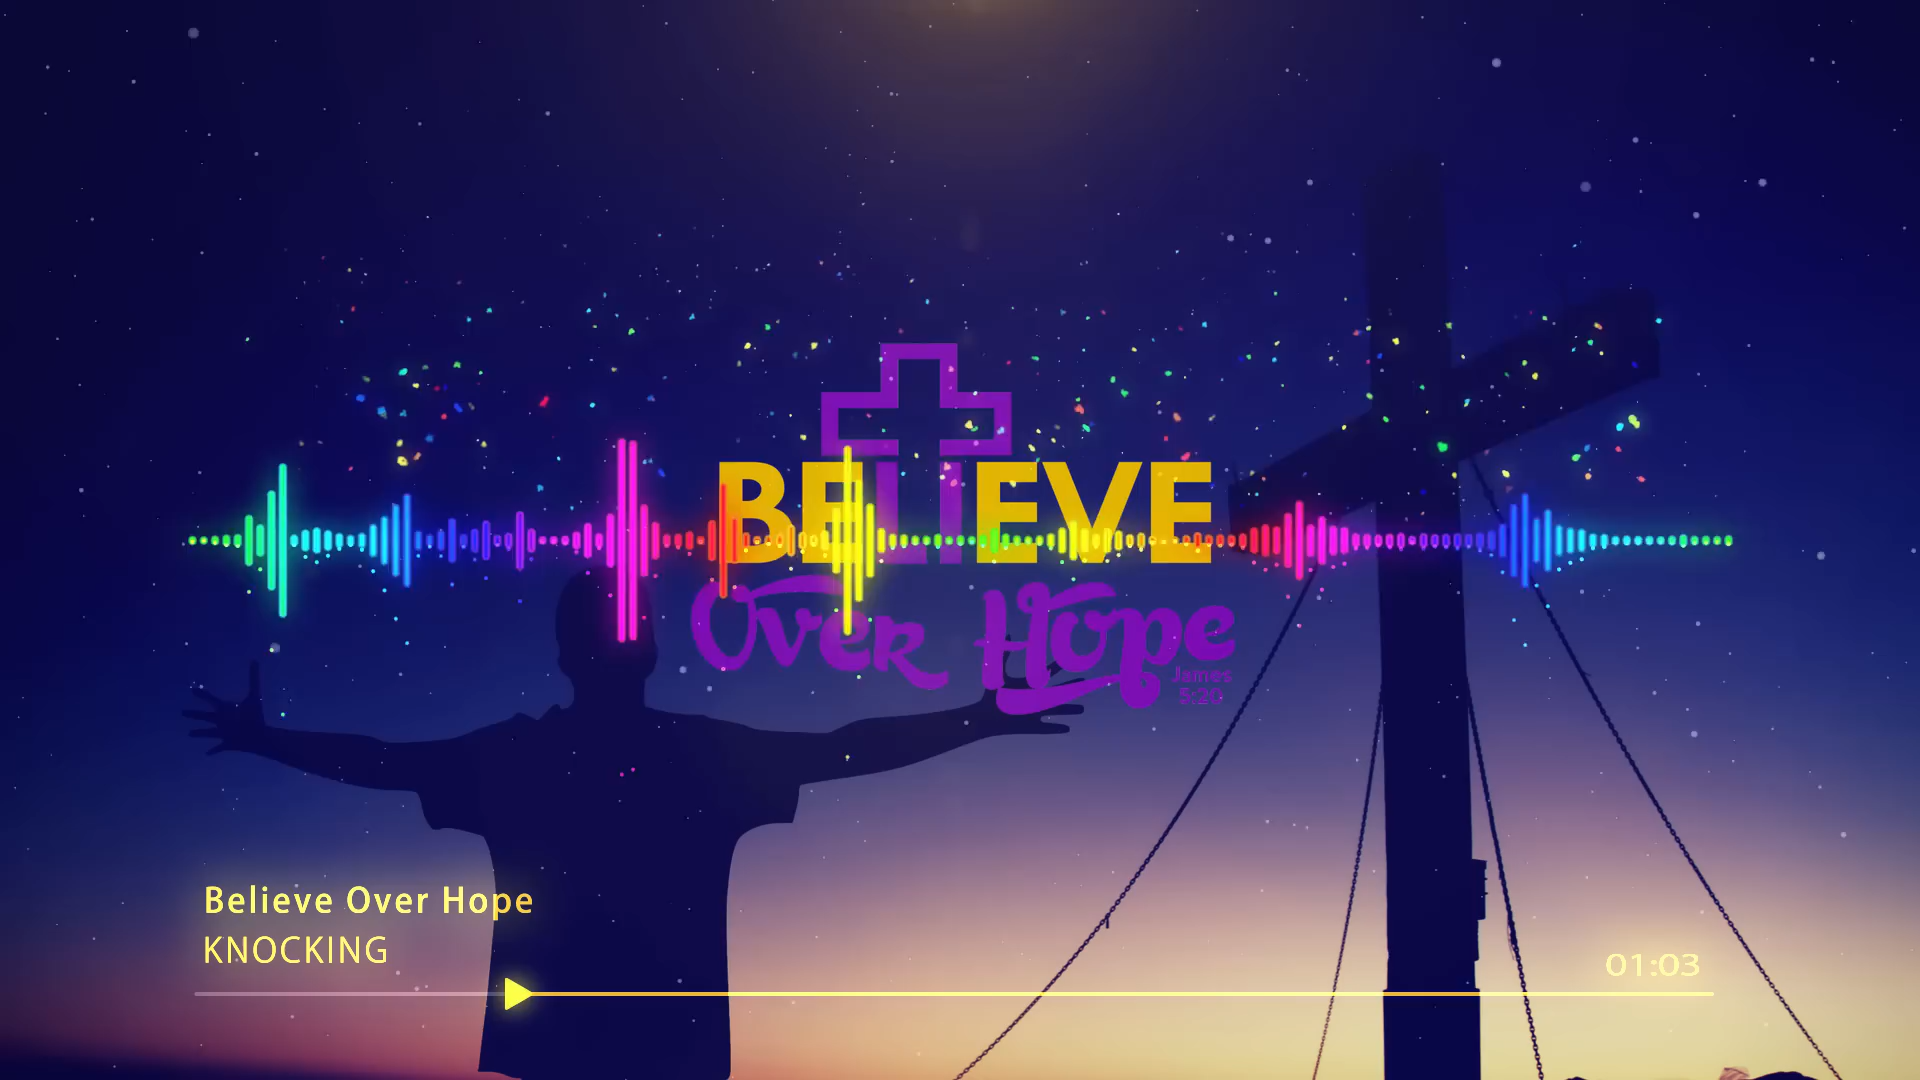 BELIEVE
Over Hope
James
5:20
Believe Over Hope
KNOCKING
01:03